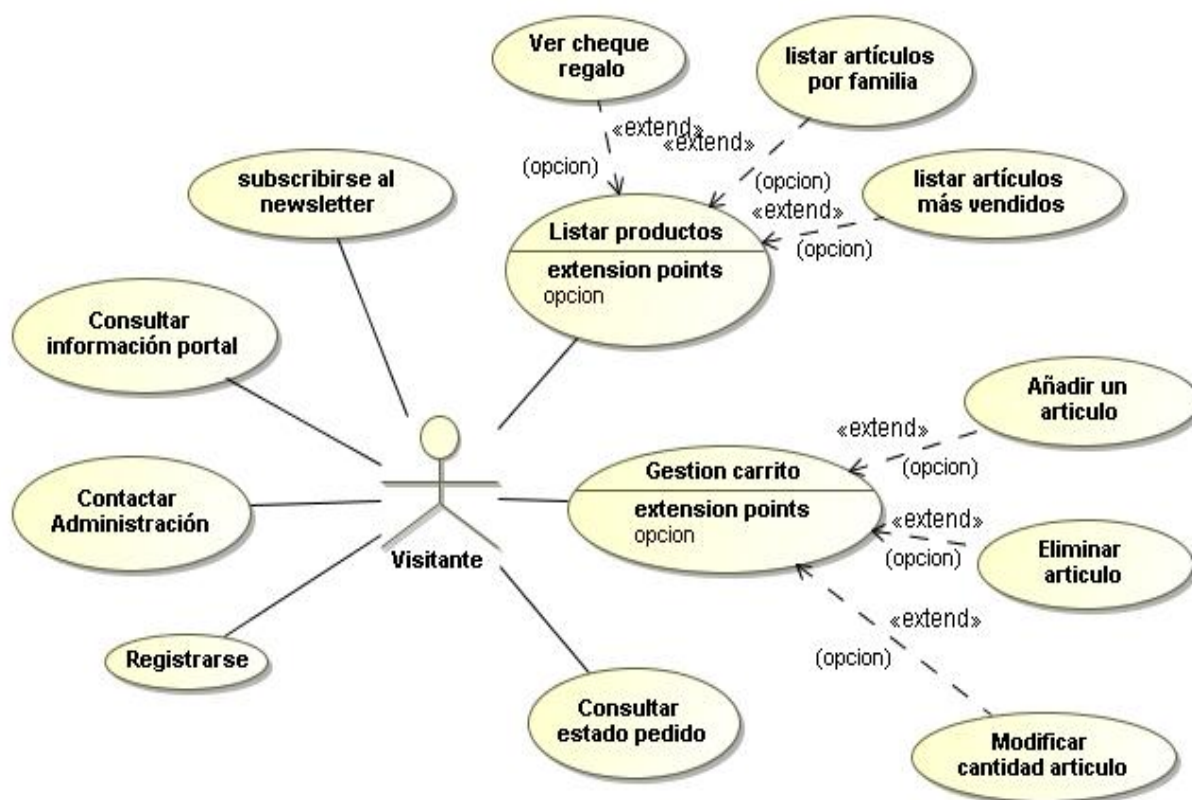 Ver cheque
regalo
listar artículos
por familia
«extend»
«extend»
(opcion)
(opcion)
subscribirse al
newsletter
listar artículos
más vendidos
«extend»
(opcion)
Listar productos
extension points
opcion
Consultar
información portal
Añadir un
articulo
«extend»
(opcion)
Gestion carrito
extension points
opcion
Contactar
Administración
«extend»
(opcion)
Eliminar
articulo
Visitante
«extend»
(opcion)
Registrarse
Consultar
estado pedido
Modificar
cantidad articulo